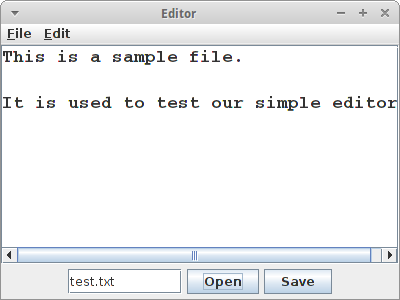 Editor
File Edit
This is a sample file.
It is used to test our simple editor
test.txt Open Save